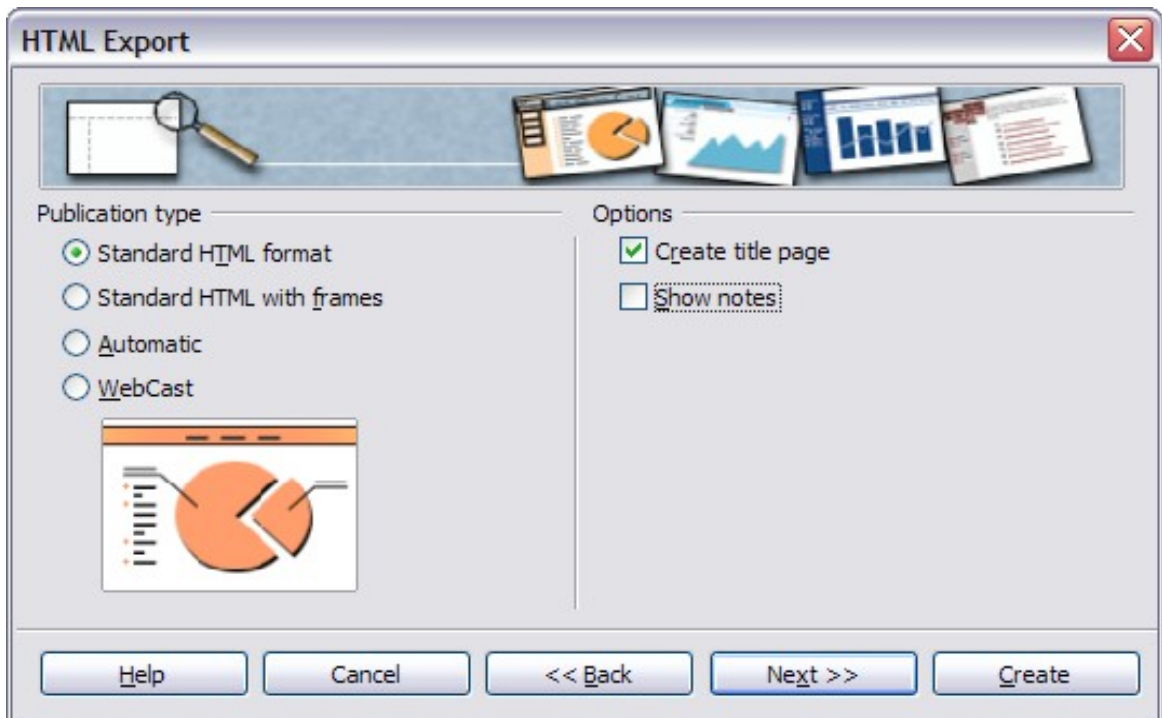 HTML Export
Publication type
Standard HTML format
Standard HTML with frames
Automatic
WebCast
Options
Create title page
Show notes
Help Cancel << Back Next >> Create